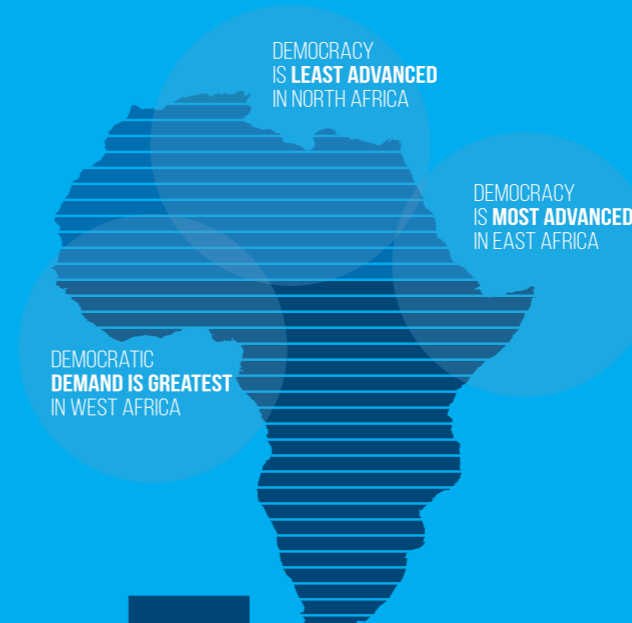 DEMOCRACY
IS LEAST ADVANCED
IN NORTH AFRICA
DEMOCRACY
IS MOST ADVANCED
IN EAST AFRICA
DEMOCRATIC
DEMAND IS GREATEST
IN WEST AFRICA